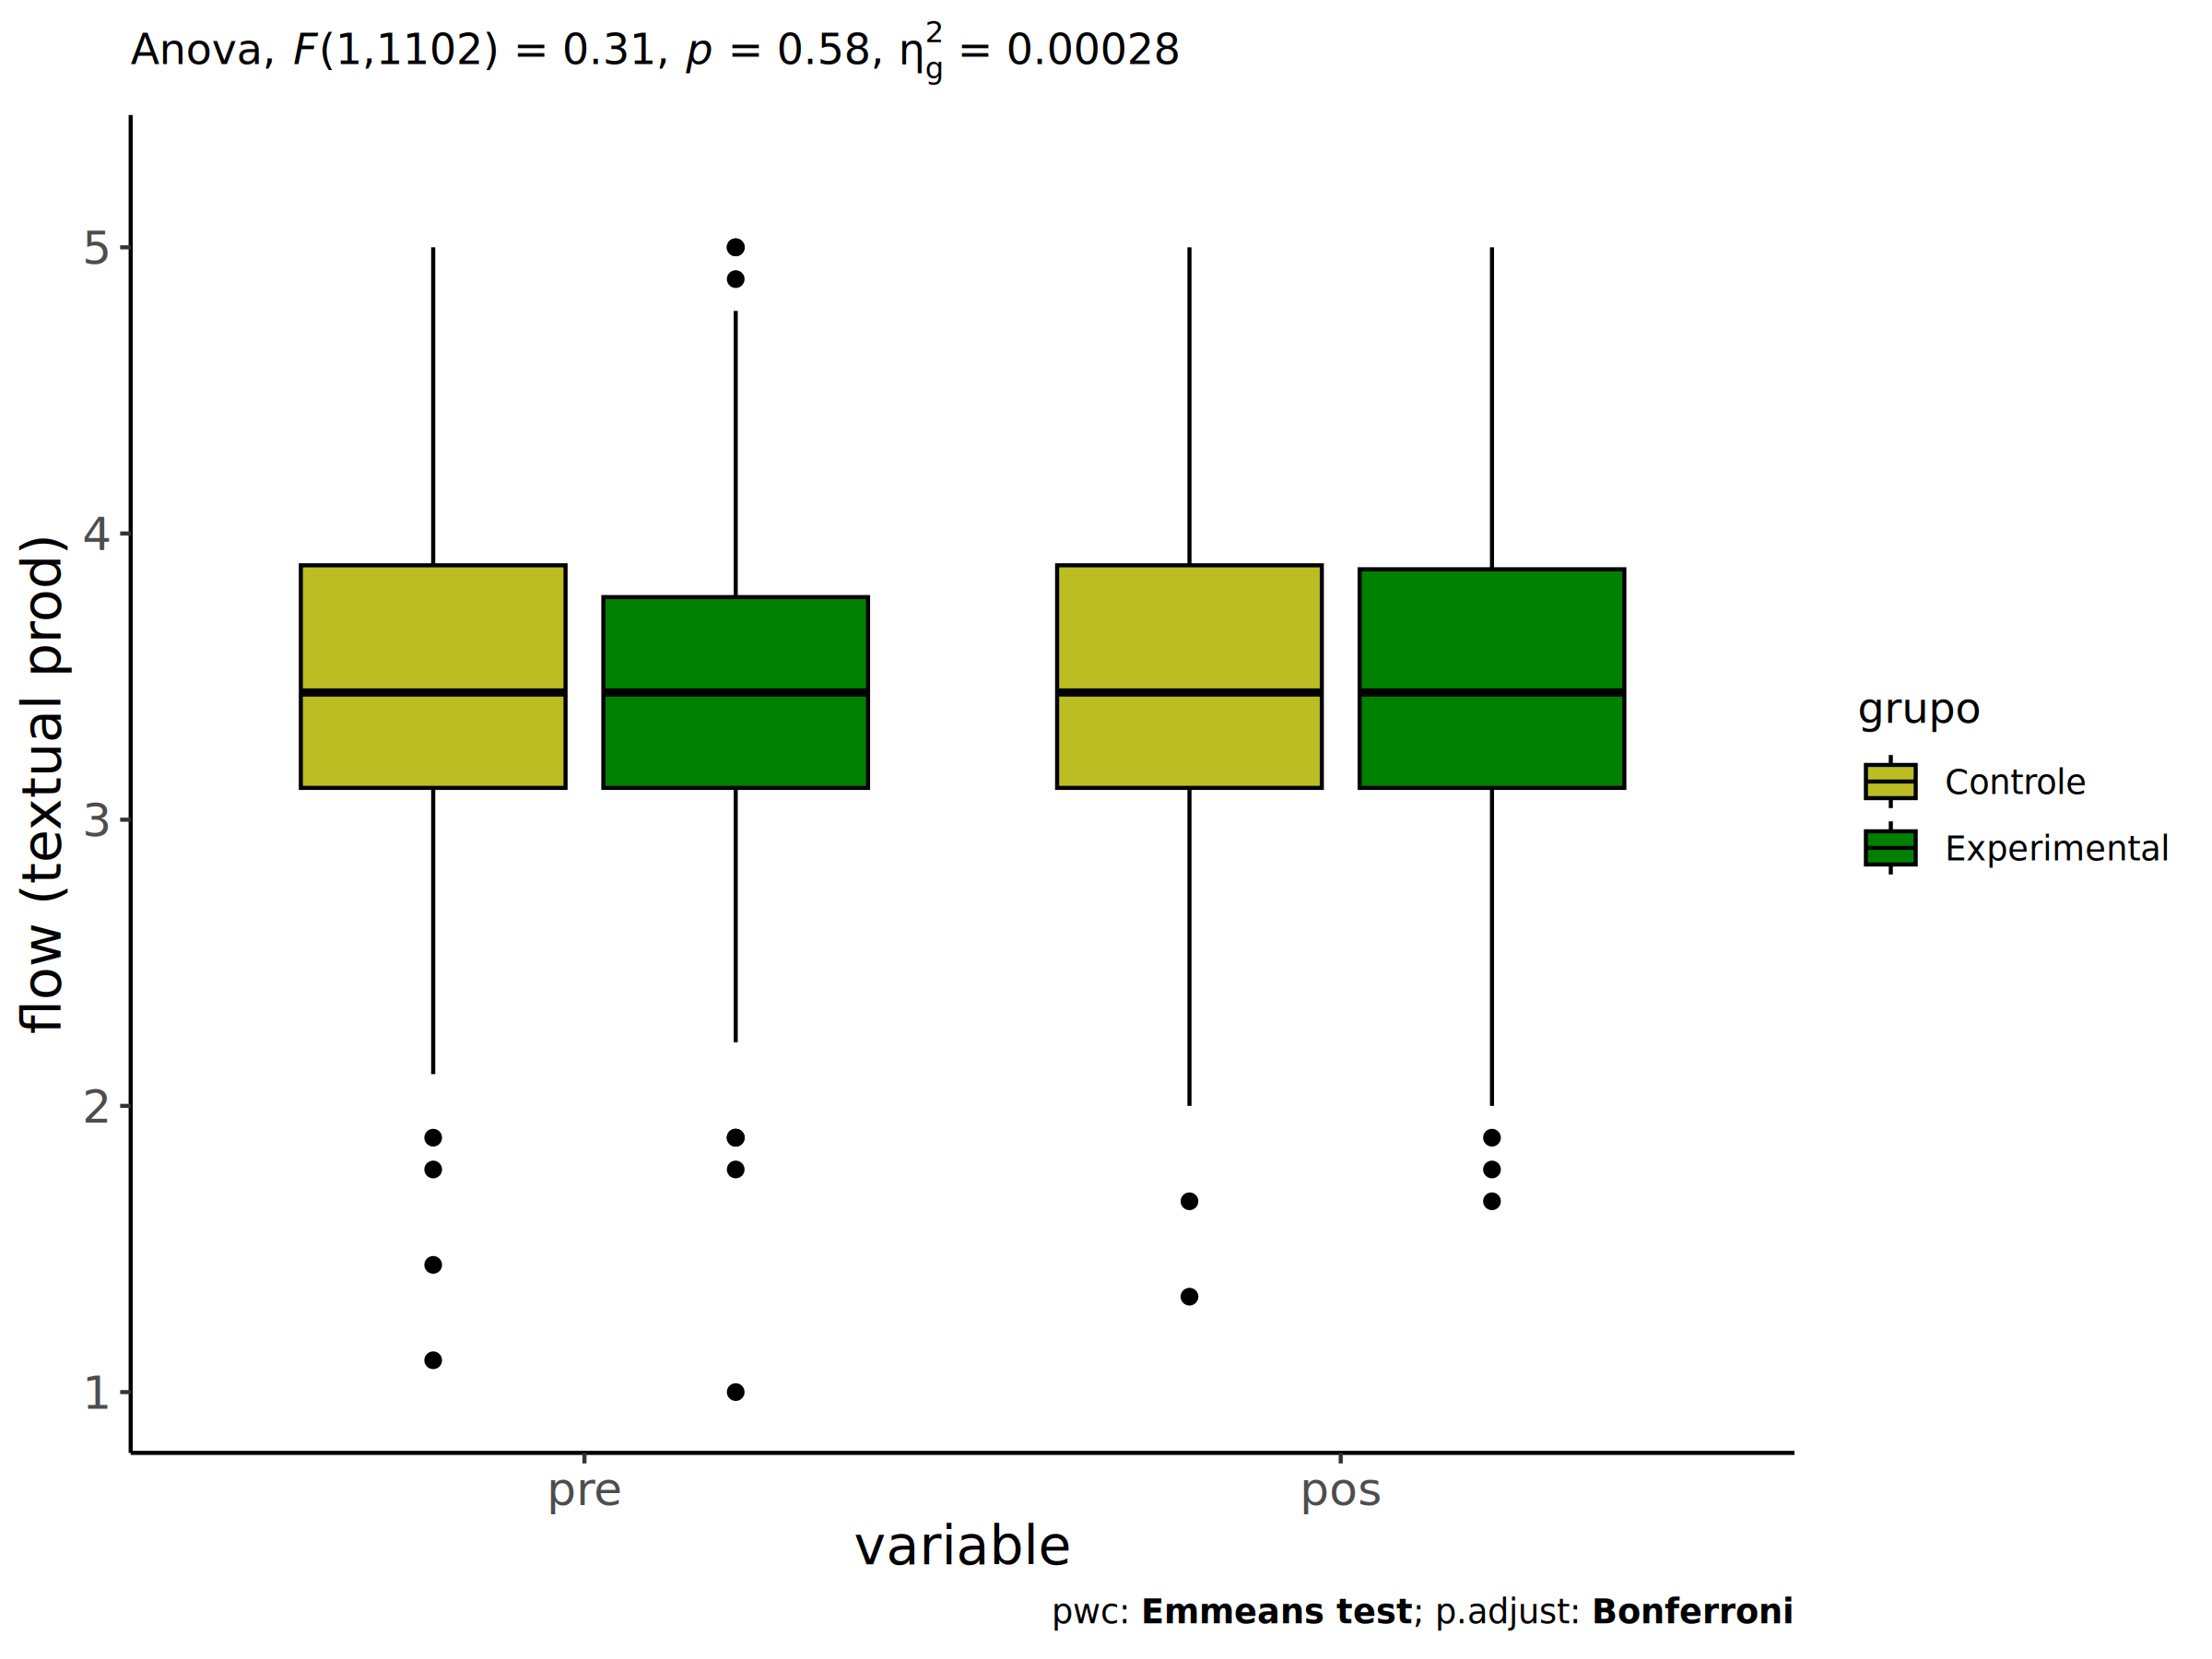 Anova, F(1,1102) = 0.31, p = 0.58, η²g = 0.00028
flow (textual prod)
5
4
3
2
1
pre
pos
variable
grupo
Controle
Experimental
pwc: Emmeans test; p.adjust: Bonferroni